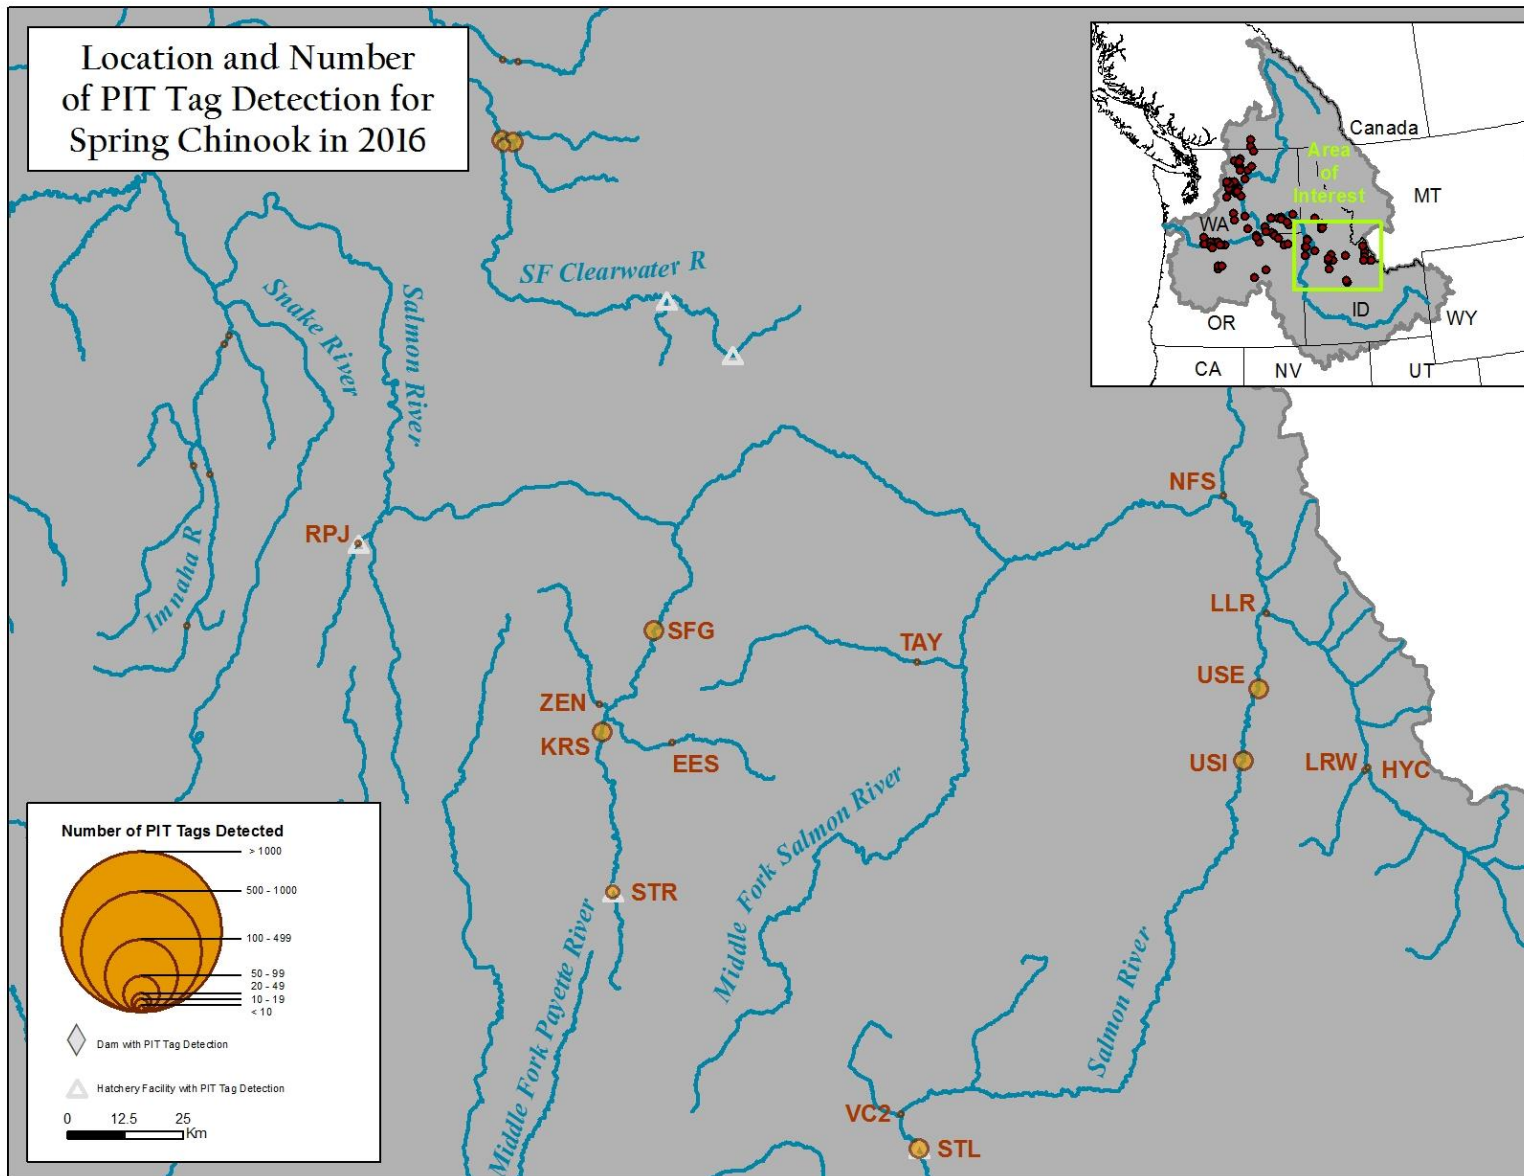 Location and Number
of PIT Tag Detection for
Spring Chinook in 2016
Canada
Area
of
Interest
MT
WA
OR
ID
WY
CA
NV
UT
SF Clearwater R
Snake River
Salmon River
Imnaha R
RPJ
NFS
LLR
SFG
TAY
USE
ZEN
KRS
EES
USI
LRW
HYC
STR
Middle Fork Salmon River
Middle Fork Payette River
Salmon River
VC2
STL
Number of PIT Tags Detected
> 1000
500 - 1000
100 - 499
50 - 99
20 - 49
10 - 19
< 10
Dam with PIT Tag Detection
Hatchery Facility with PIT Tag Detection
0 12.5 25
Km